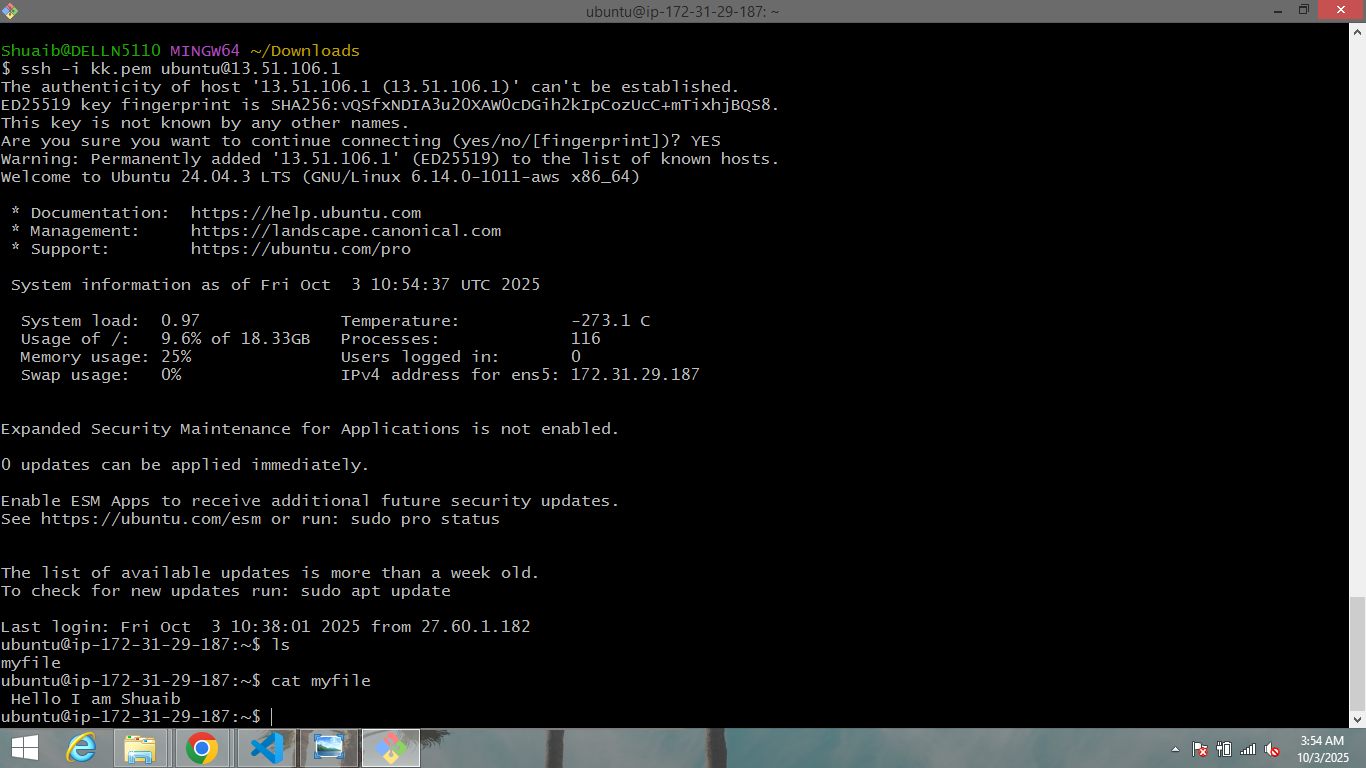 ubuntu@ip-172-31-29-187: ~
Shuaib@DELLN5110 MINGW64 ~/Downloads
$ ssh -i kk.pem ubuntu@13.51.106.1
The authenticity of host '13.51.106.1 (13.51.106.1)' can't be established.
ED25519 key fingerprint is SHA256:vQSfxNDIA3u2OXAW0cDGih2kIpCozUcC+mTixhjBQS8.
This key is not known by any other names.
Are you sure you want to continue connecting (yes/no/[fingerprint])? YES
Warning: Permanently added '13.51.106.1' (ED25519) to the list of known hosts.
Welcome to Ubuntu 24.04.3 LTS (GNU/Linux 6.14.0-1011-aws x86_64)
 * Documentation:  https://help.ubuntu.com
 * Management:     https://landscape.canonical.com
 * Support:        https://ubuntu.com/pro
 System information as of Fri Oct  3 10:54:37 UTC 2025
  System load:  0.97              Temperature:           -273.1 C
  Usage of /:   9.6% of 18.33GB   Processes:             116
  Memory usage: 25%               Users logged in:       0
  Swap usage:   0%                IPv4 address for ens5: 172.31.29.187
Expanded Security Maintenance for Applications is not enabled.
0 updates can be applied immediately.
Enable ESM Apps to receive additional future security updates.
See https://ubuntu.com/esm or run: sudo pro status
The list of available updates is more than a week old.
To check for new updates run: sudo apt update
Last login: Fri Oct  3 10:38:01 2025 from 27.60.1.182
ubuntu@ip-172-31-29-187:~$ ls
myfile
ubuntu@ip-172-31-29-187:~$ cat myfile
 Hello I am Shuaib
ubuntu@ip-172-31-29-187:~$
3:54 AM
10/3/2025